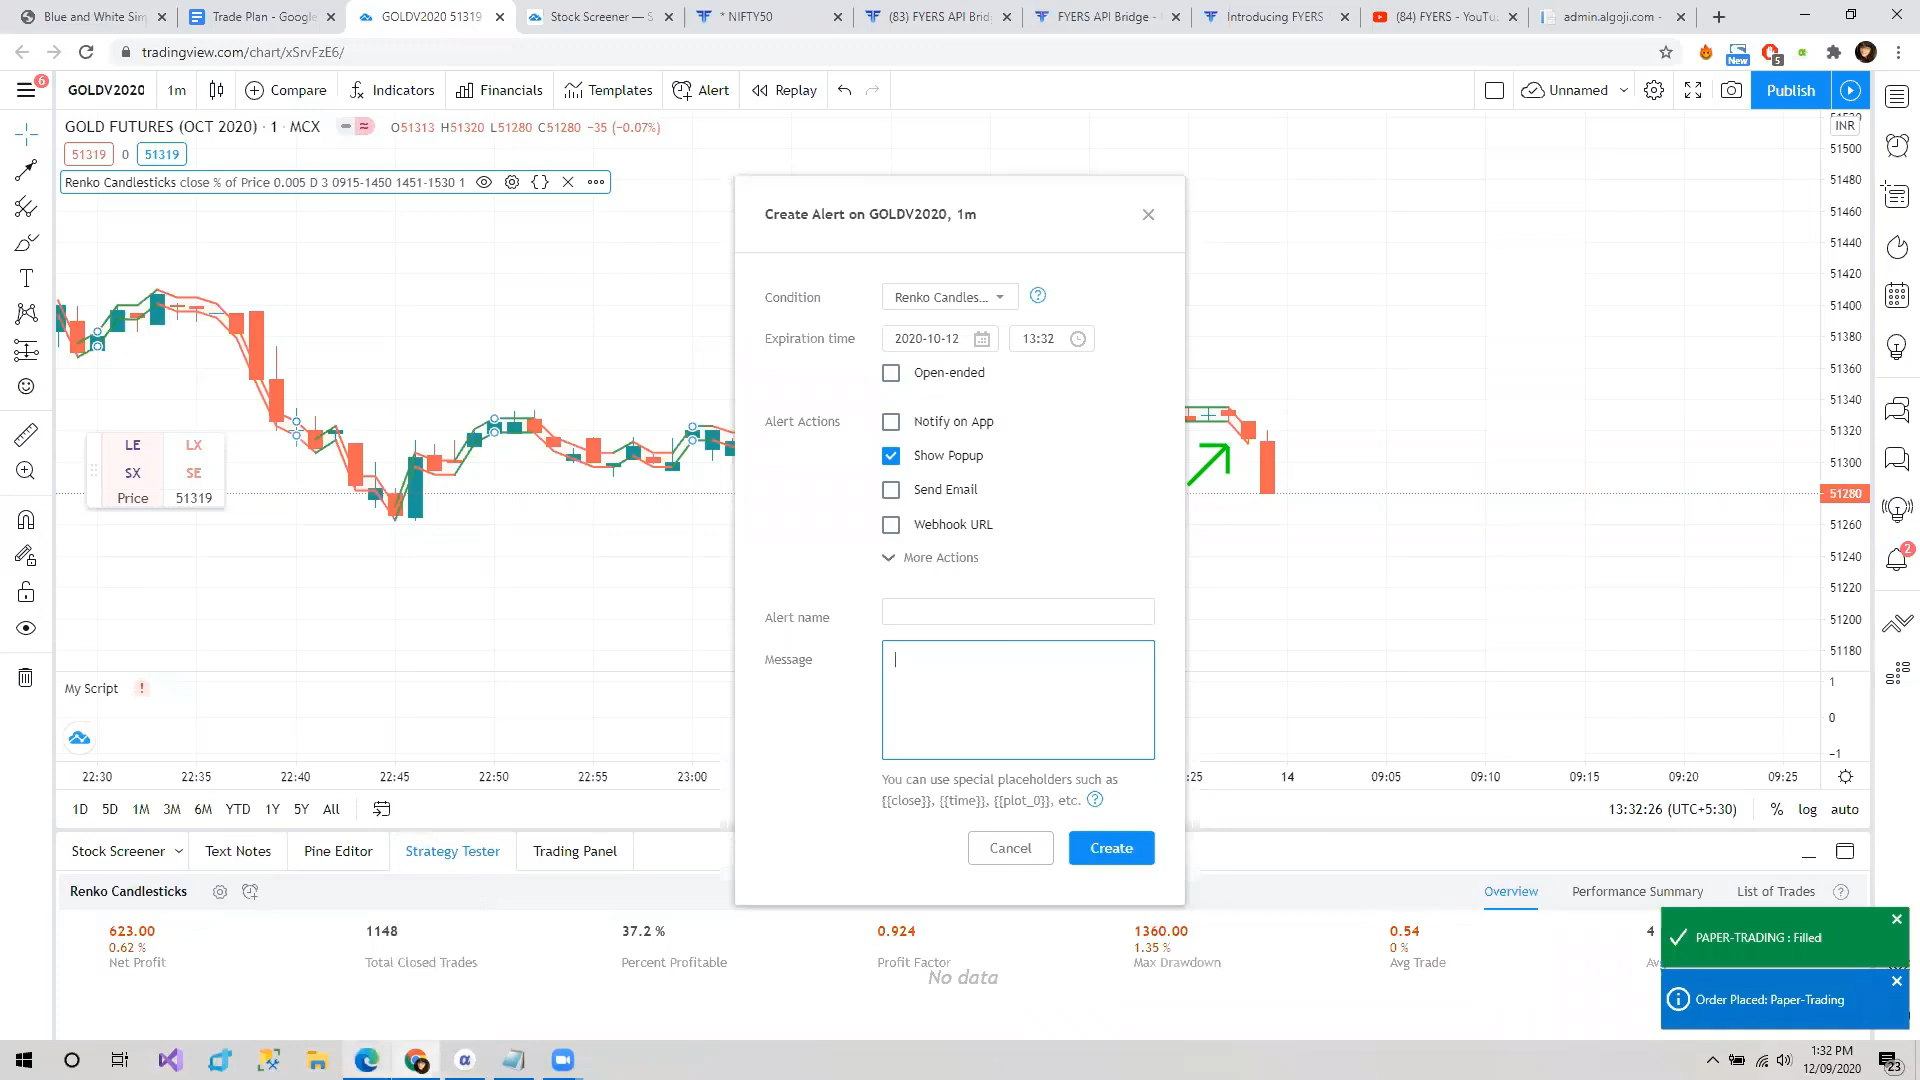 Blue and White Sim
Trade Plan - Google
GOLDV2020 51319
Stock Screener — S
* NIFTY50
(83) FYERS API Brid
FYERS API Bridge -
Introducing FYERS
(84) FYERS - YouTu
admin.algoji.com -
tradingview.com/chart/xSrvFzE6/
New
5
6
GOLDV2020
1m
Compare
Indicators
Financials
Templates
Alert
Replay
Unnamed
Publish
GOLD FUTURES (OCT 2020) · 1 · MCX
O51313 H51320 L51280 C51280 −35 (−0.07%)
INR
51319
0
51319
Renko Candlesticks close % of Price 0.005 D 3 0915-1450 1451-1530 1
51500
51480
51460
51440
51420
51400
51380
51360
51340
51320
51300
51280
51260
51240
51220
51200
51180
1
0
−1
2
LE LX
SX SE
Price 51319
Create Alert on GOLDV2020, 1m
Condition
Renko Candles...
Expiration time
2020-10-12
13:32
Open-ended
Alert Actions
Notify on App
Show Popup
Send Email
Webhook URL
More Actions
Alert name
Message
You can use special placeholders such as
{{close}}, {{time}}, {{plot_0}}, etc.
Cancel
Create
My Script !
22:30 22:35 22:40 22:45 22:50 22:55 23:00 :25 14 09:05 09:10 09:15 09:20 09:25
1D 5D 1M 3M 6M YTD 1Y 5Y All
13:32:26 (UTC+5:30) % log auto
Stock Screener
Text Notes
Pine Editor
Strategy Tester
Trading Panel
Renko Candlesticks
Overview
Performance Summary
List of Trades
623.00
0.62 %
Net Profit
1148
Total Closed Trades
37.2 %
Percent Profitable
0.924
Profit Factor
1360.00
1.35 %
Max Drawdown
0.54
0 %
Avg Trade
4
No data
PAPER-TRADING : Filled
Order Placed: Paper-Trading
1:32 PM
12/09/2020
23